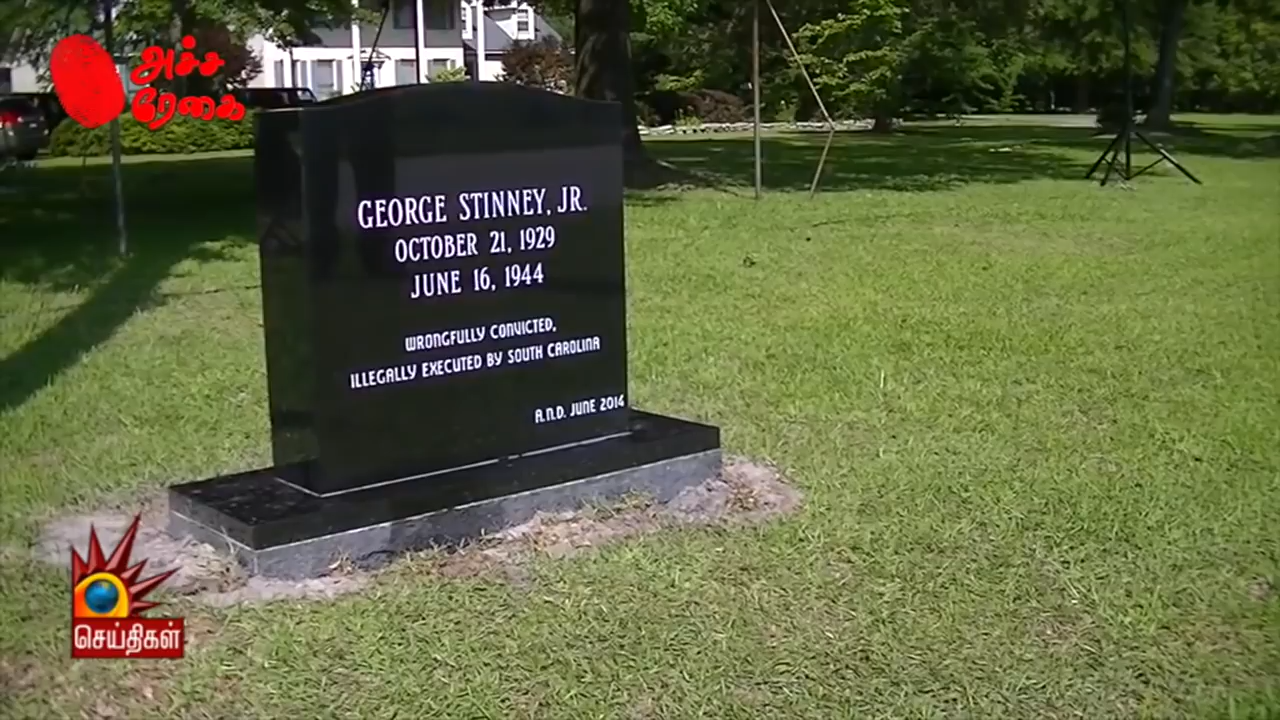 அச்ச
ரேகை
GEORGE STINNEY, JR.
OCTOBER 21, 1929
JUNE 16, 1944
WRONGFULLY CONVICTED,
ILLEGALLY EXECUTED BY SOUTH CAROLINA
A.N.D. JUNE 2014
செய்திகள்